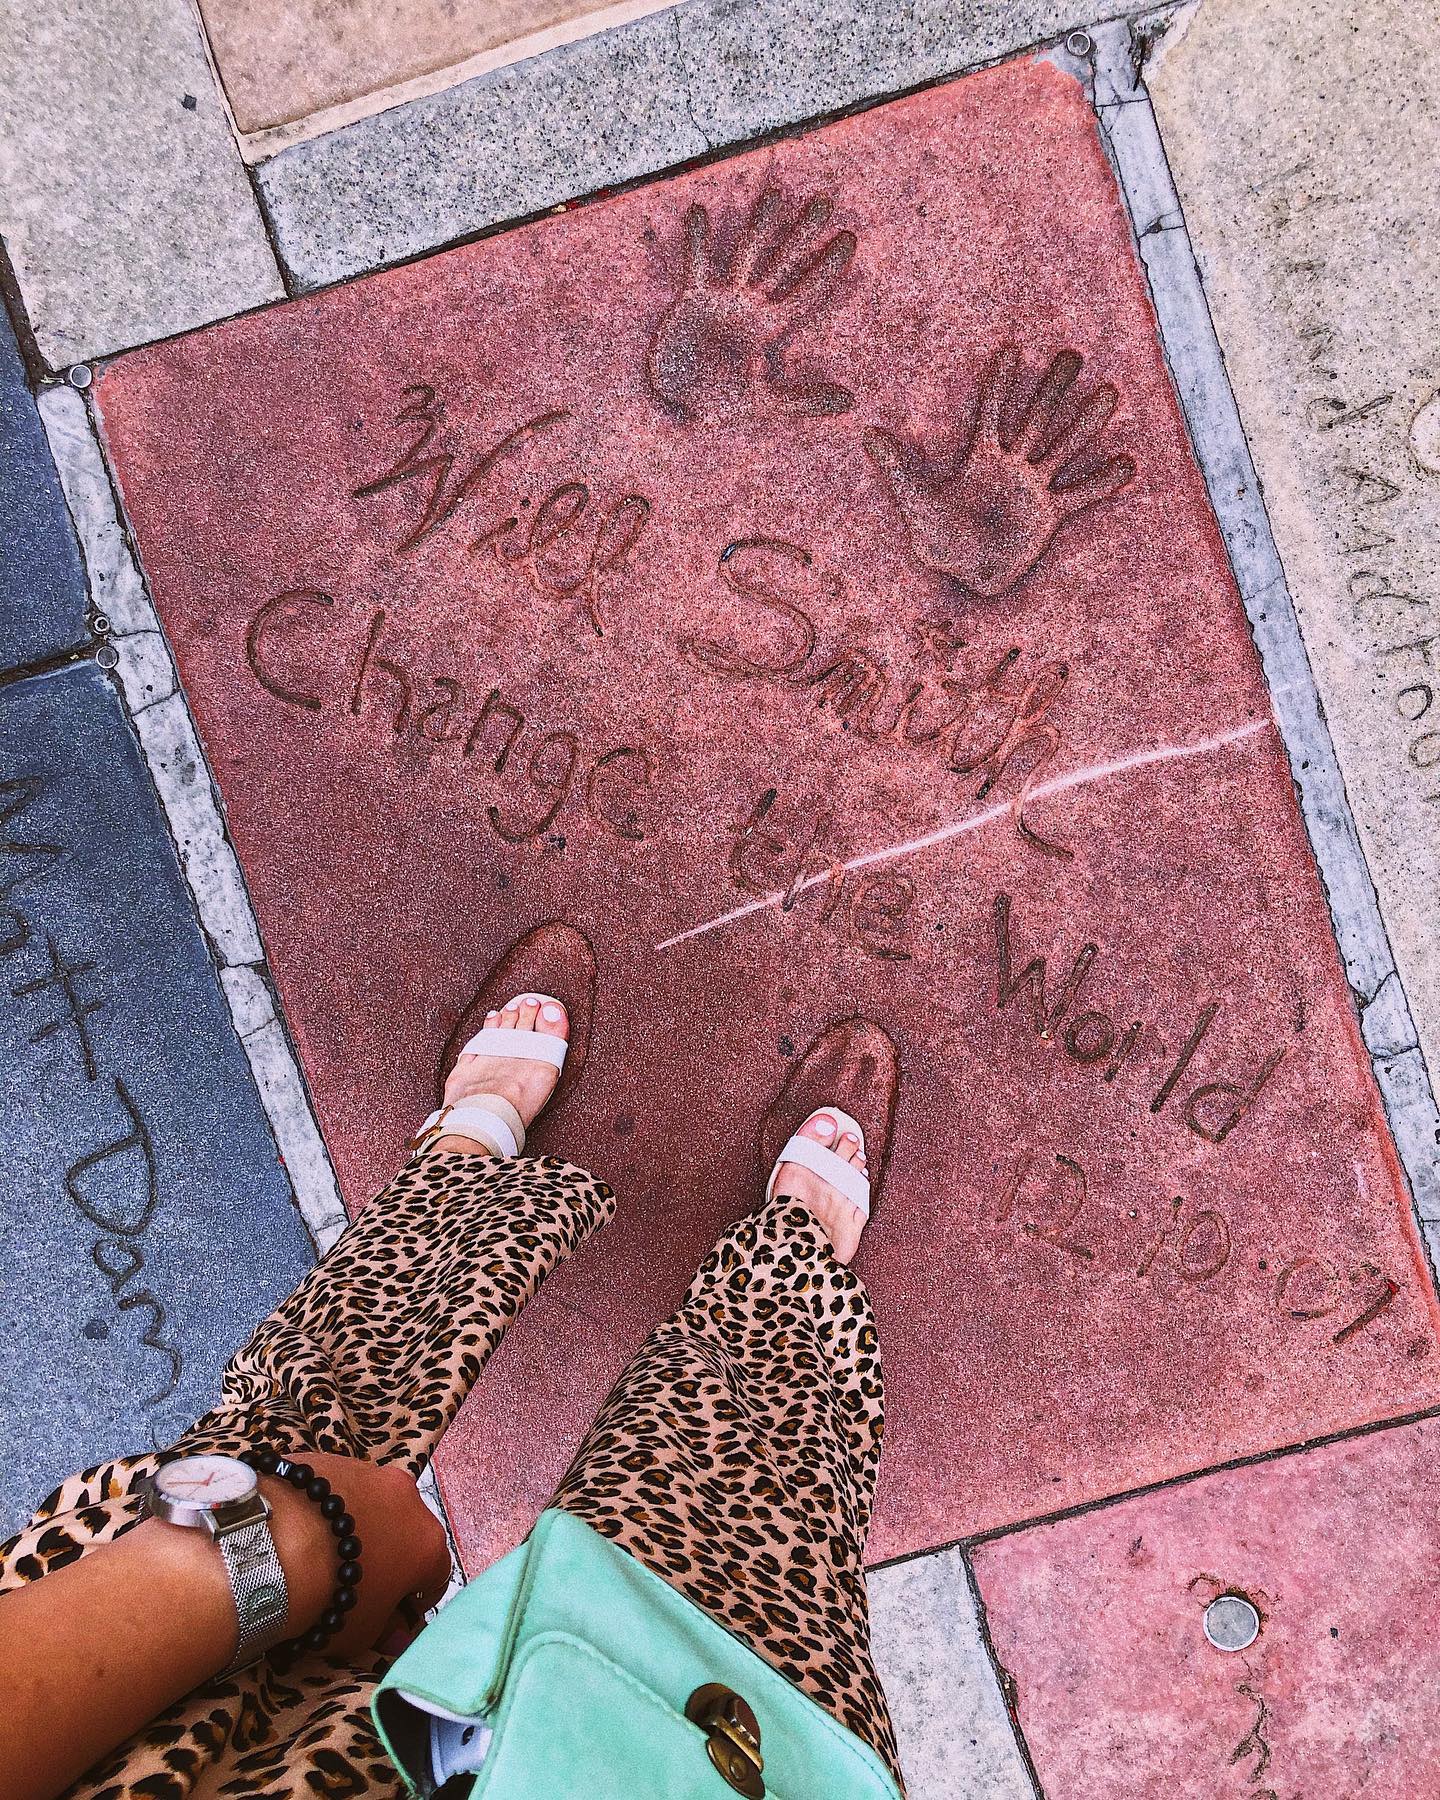 Will Smith
Change the World
12.10.07
Matt Dam
N